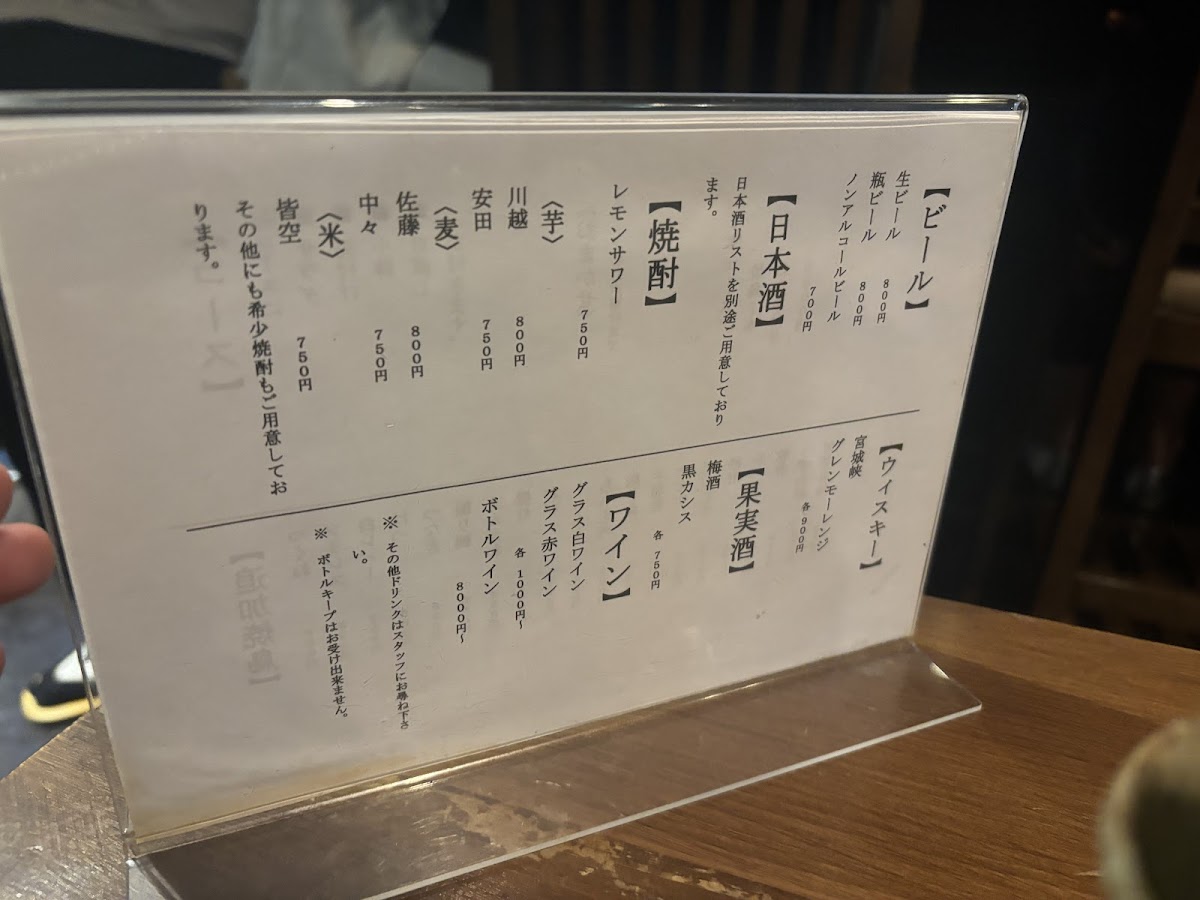 【ビール】
生ビール
８００円
瓶ビール
８００円
ノンアルコールビール
７００円
【日本酒】
日本酒リストを別途ご用意しており
ます。
【焼酎】
レモンサワー
７５０円
〈芋〉
川越
８００円
安田
７５０円
〈麦〉
佐藤
８００円
中々
７５０円
〈米〉
皆空
７５０円
その他にも希少焼酎もご用意してお
ります。
【ウイスキー】
宮城峡
グレンモーレンジ
各 ９００円
【果実酒】
梅酒
黒カシス
各 ７５０円
【ワイン】
グラス白ワイン
グラス赤ワイン
各 １０００円～
ボトルワイン
８０００円～
※ その他ドリンクはスタッフにお尋ね下さ
い。
※ ボトルキープはお受け出来ません。
【追加焼鳥】